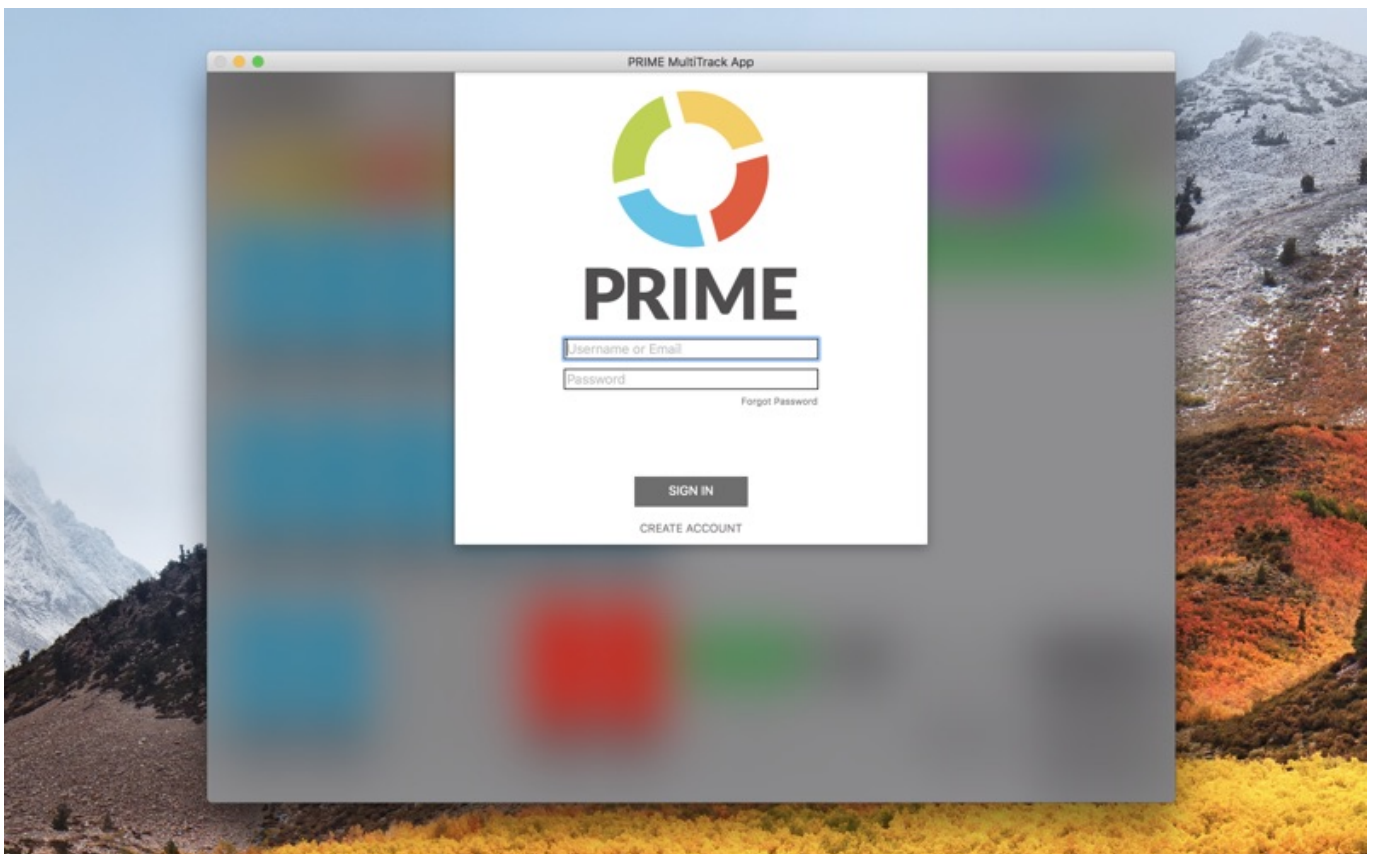 PRIME MultiTrack App
PRIME
Username or Email
Password
Forgot Password
SIGN IN
CREATE ACCOUNT